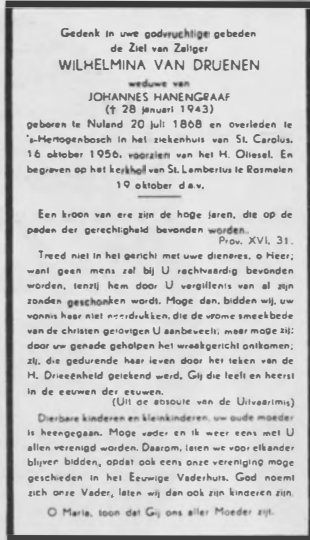 Gedenk in uwe godvruchtige gebeden
de Ziel van Zaliger
WILHELMINA VAN DRUENEN
weduwe van
JOHANNES HANENGRAAF
(† 28 januari 1943)
geboren te Nuland 20 juli 1868 en overleden te
's-Hertogenbosch in het ziekenhuis van St. Carolus,
16 oktober 1956, voorzien van het H. Oliesel. En
begraven op het kerkhof van St. Lambertus te Rosmalen
19 oktober d.a.v.
Een kroon van ere zijn de hoge jaren, die op de
paden der gerechtigheid bevonden worden.
Prov. XVI, 31.
Treed niet in het gericht met uwe dienares, o Heer;
want geen mens zal bij U rechtvaardig bevonden
worden, tenzij hem door U vergiffenis van al zijn
zonden geschonken wordt. Moge dan, bidden wij, uw
vonnis haar niet neerdrukken, die de vrome smeekbede
van de christen gelovigen U aanbeveelt; maar moge zij:
door uw genade geholpen het wraakgericht ontkomen;
zij, die gedurende haar leven door het teken van de
H. Drieëenheid getekend werd. Gij die leeft en heerst
in de eeuwen der eeuwen.
(Uit de absoute van de Uitvaartmis)
Dierbare kinderen en kleinkinderen, uw oude moeder
is heengegaan. Moge vader en ik weer eens met U
allen verenigd worden. Daarom, laten we voor elkander
blijven bidden, opdat ook eens onze vereniging moge
geschieden in het Eeuwige Vaderhuis. God noemt
zich onze Vader, laten wij dan ook zijn kinderen zijn.
O Maria, toon dat Gij ons aller Moeder zijt.